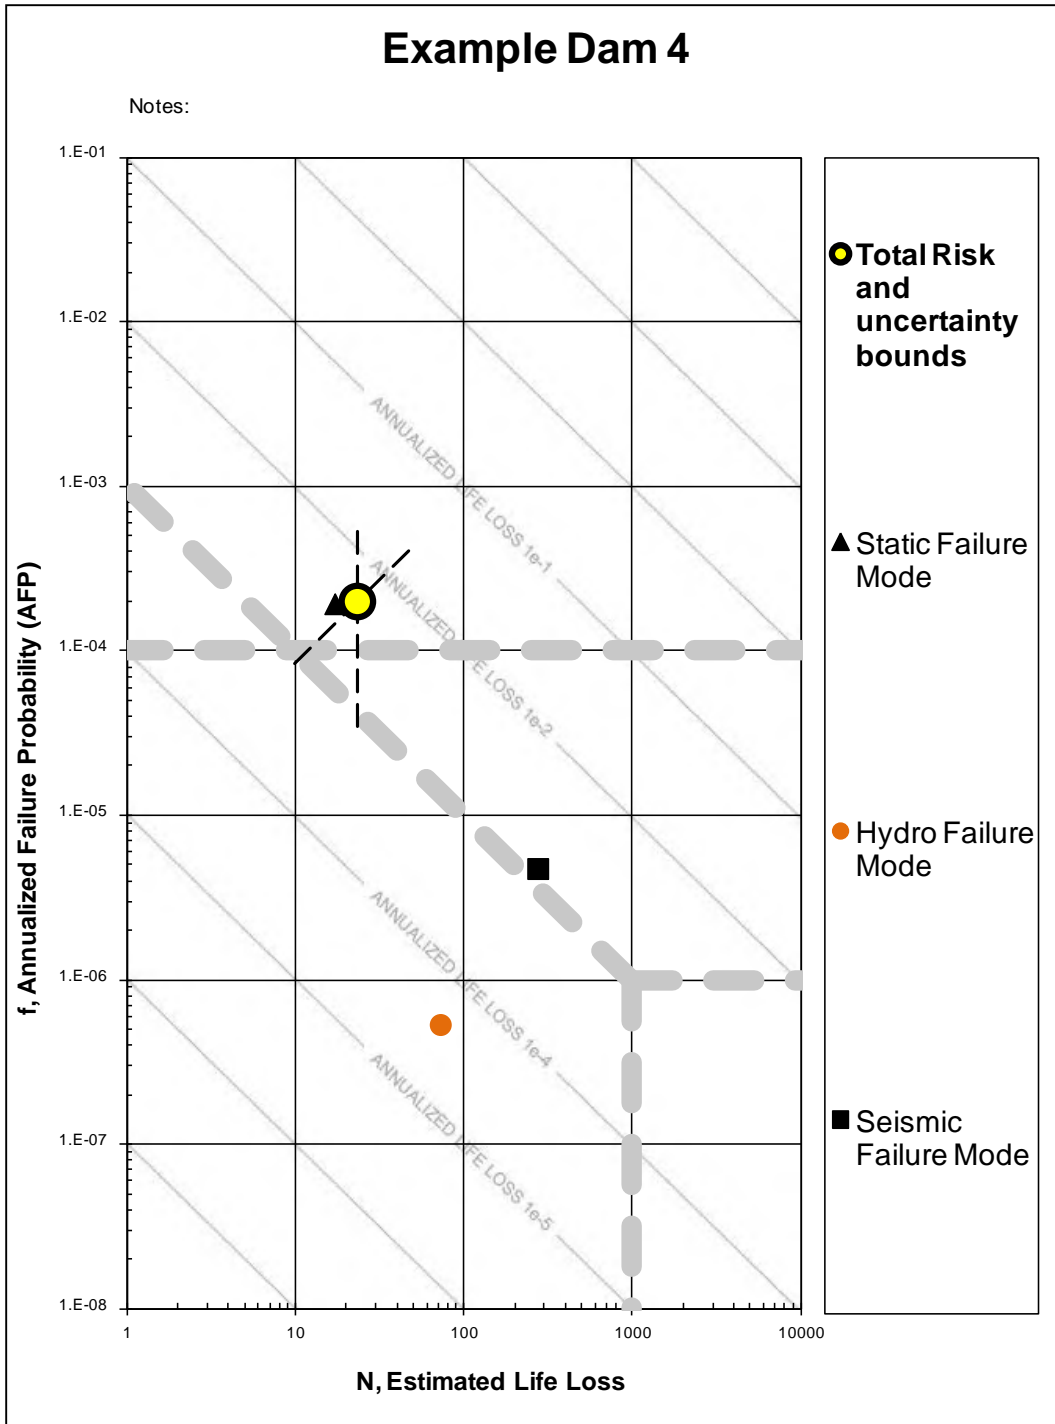 Example Dam 4
Notes:
1.E-01
1.E-02
1.E-03
1.E-04
1.E-05
1.E-06
1.E-07
1.E-08
1
10
100
1000
10000
f, Annualized Failure Probability (AFP)
N, Estimated Life Loss
ANNUALIZED LIFE LOSS 1e-1
ANNUALIZED LIFE LOSS 1e-2
ANNUALIZED LIFE LOSS 1e-4
ANNUALIZED LIFE LOSS 1e-5
Total Risk
and
uncertainty
bounds
Static Failure
Mode
Hydro Failure
Mode
Seismic
Failure Mode